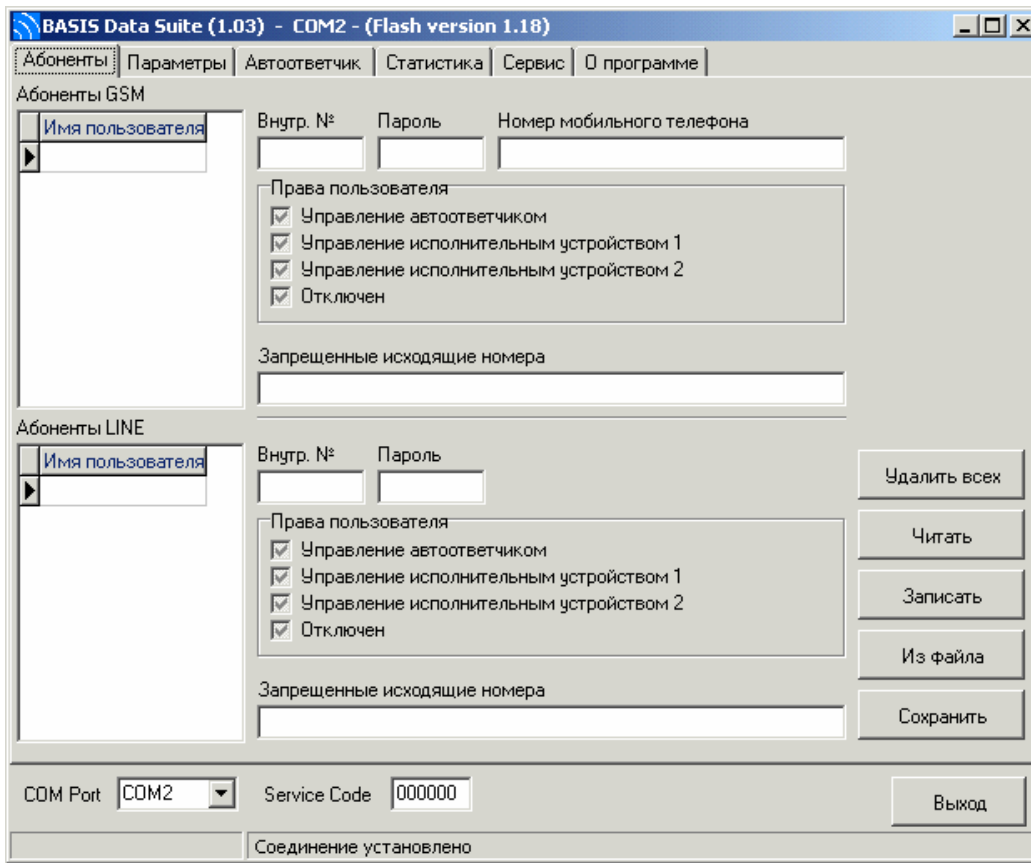 BASIS Data Suite (1.03) - COM2 - (Flash version 1.18)
Абоненты Параметры Автоответчик Статистика Сервис О программе
Абоненты GSM
Имя пользователя
Внутр. № Пароль Номер мобильного телефона
Права пользователя
Управление автоответчиком
Управление исполнительным устройством 1
Управление исполнительным устройством 2
Отключен
Запрещенные исходящие номера
Абоненты LINE
Имя пользователя
Внутр. № Пароль
Права пользователя
Управление автоответчиком
Управление исполнительным устройством 1
Управление исполнительным устройством 2
Отключен
Запрещенные исходящие номера
Удалить всех
Читать
Записать
Из файла
Сохранить
COM Port COM2 Service Code 000000 Выход
Соединение установлено